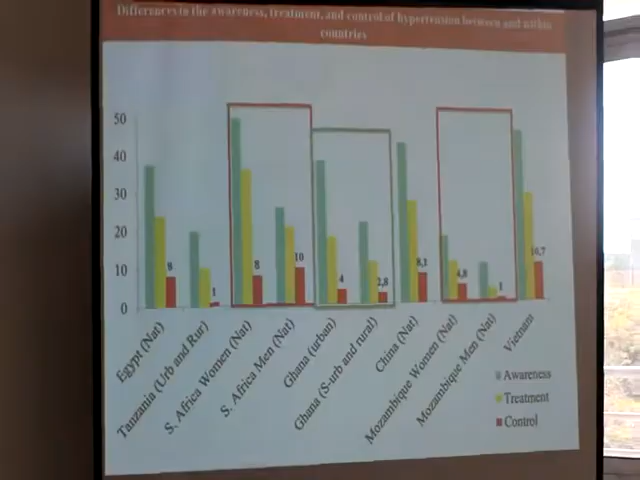 Differences in the awareness, treatment, and control of hypertension between and within
countries
50
40
30
20
10
0
8
1
8
10
4
2,8
8,2
4,8
1
10,7
Egypt (Nat)
Tanzania (Urb and Rur)
S. Africa Women (Nat)
S. Africa Men (Nat)
Ghana (urban)
Ghana (S-urb and rural)
China (Nat)
Mozambique Women (Nat)
Mozambique Men (Nat)
Vietnam
Awareness
Treatment
Control